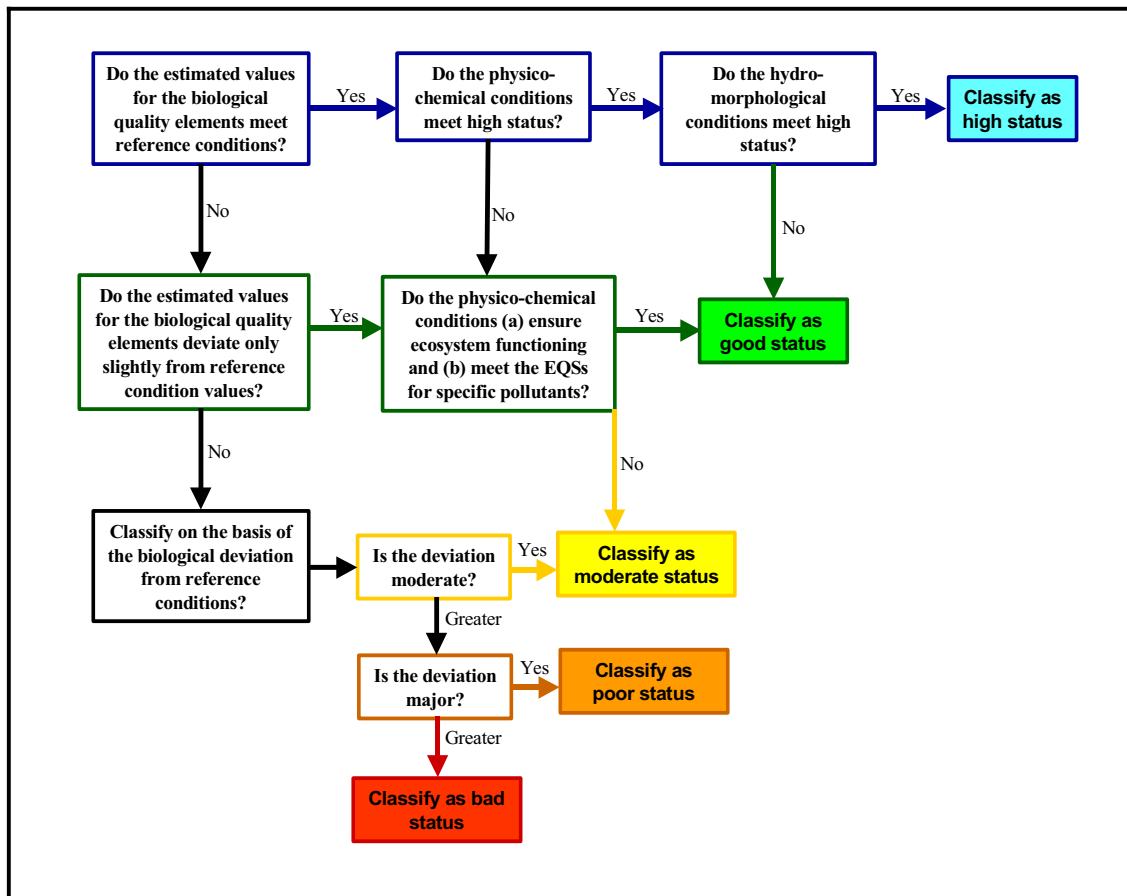 Do the estimated values
for the biological
quality elements meet
reference conditions?
Yes
Do the physico-
chemical conditions
meet high status?
Yes
Do the hydro-
morphological
conditions meet high
status?
Yes
Classify as
high status
No
No
No
Do the estimated values
for the biological quality
elements deviate only
slightly from reference
condition values?
Yes
Do the physico-chemical
conditions (a) ensure
ecosystem functioning
and (b) meet the EQSs
for specific pollutants?
Yes
Classify as
good status
No
No
Classify on the basis of
the biological deviation
from reference
conditions?
Is the deviation
moderate?
Yes
Classify as
moderate status
Greater
Is the deviation
major?
Yes
Classify as
poor status
Greater
Classify as bad
status